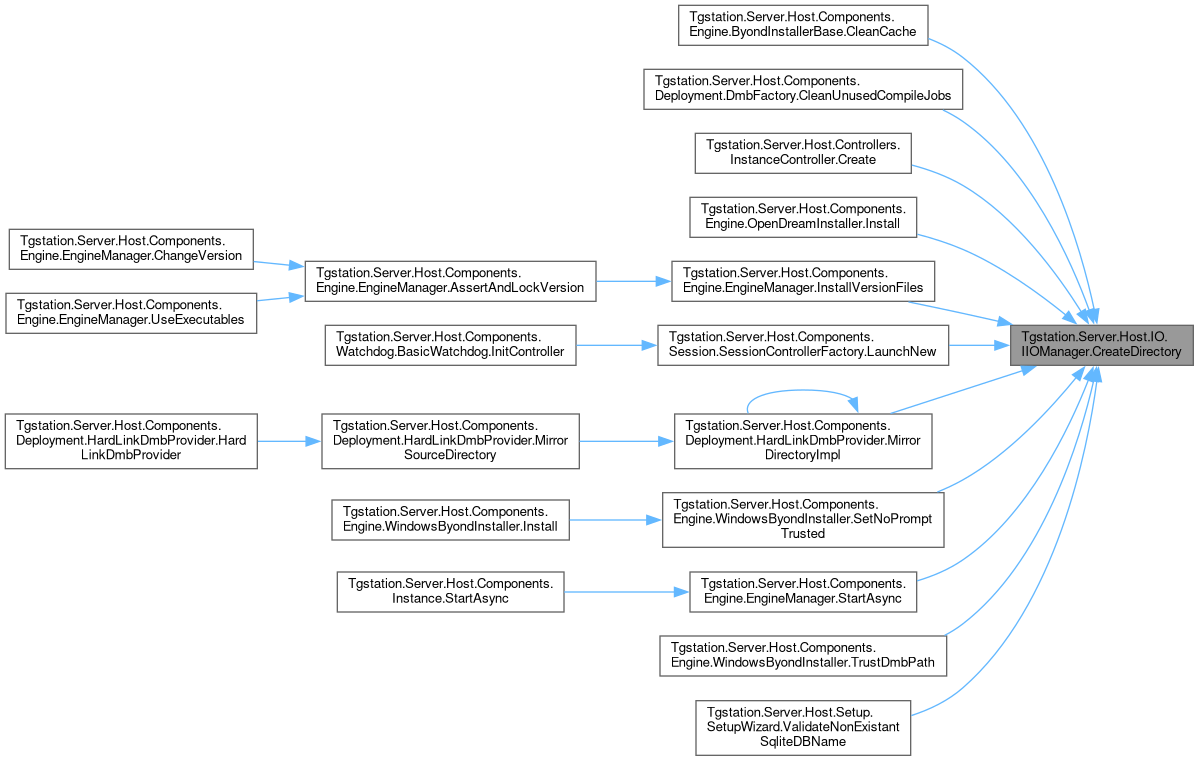 Tgstation.Server.Host.Components.
Engine.ByondInstallerBase.CleanCache
Tgstation.Server.Host.Components.
Deployment.DmbFactory.CleanUnusedCompileJobs
Tgstation.Server.Host.Controllers.
InstanceController.Create
Tgstation.Server.Host.Components.
Engine.OpenDreamInstaller.Install
Tgstation.Server.Host.Components.
Engine.EngineManager.ChangeVersion
Tgstation.Server.Host.Components.
Engine.EngineManager.AssertAndLockVersion
Tgstation.Server.Host.Components.
Engine.EngineManager.InstallVersionFiles
Tgstation.Server.Host.Components.
Engine.EngineManager.UseExecutables
Tgstation.Server.Host.Components.
Watchdog.BasicWatchdog.InitController
Tgstation.Server.Host.Components.
Session.SessionControllerFactory.LaunchNew
Tgstation.Server.Host.IO.
IIOManager.CreateDirectory
Tgstation.Server.Host.Components.
Deployment.HardLinkDmbProvider.Hard
LinkDmbProvider
Tgstation.Server.Host.Components.
Deployment.HardLinkDmbProvider.Mirror
SourceDirectory
Tgstation.Server.Host.Components.
Deployment.HardLinkDmbProvider.Mirror
DirectoryImpl
Tgstation.Server.Host.Components.
Engine.WindowsByondInstaller.Install
Tgstation.Server.Host.Components.
Engine.WindowsByondInstaller.SetNoPrompt
Trusted
Tgstation.Server.Host.Components.
Instance.StartAsync
Tgstation.Server.Host.Components.
Engine.EngineManager.StartAsync
Tgstation.Server.Host.Components.
Engine.WindowsByondInstaller.TrustDmbPath
Tgstation.Server.Host.Setup.
SetupWizard.ValidateNonExistant
SqliteDBName